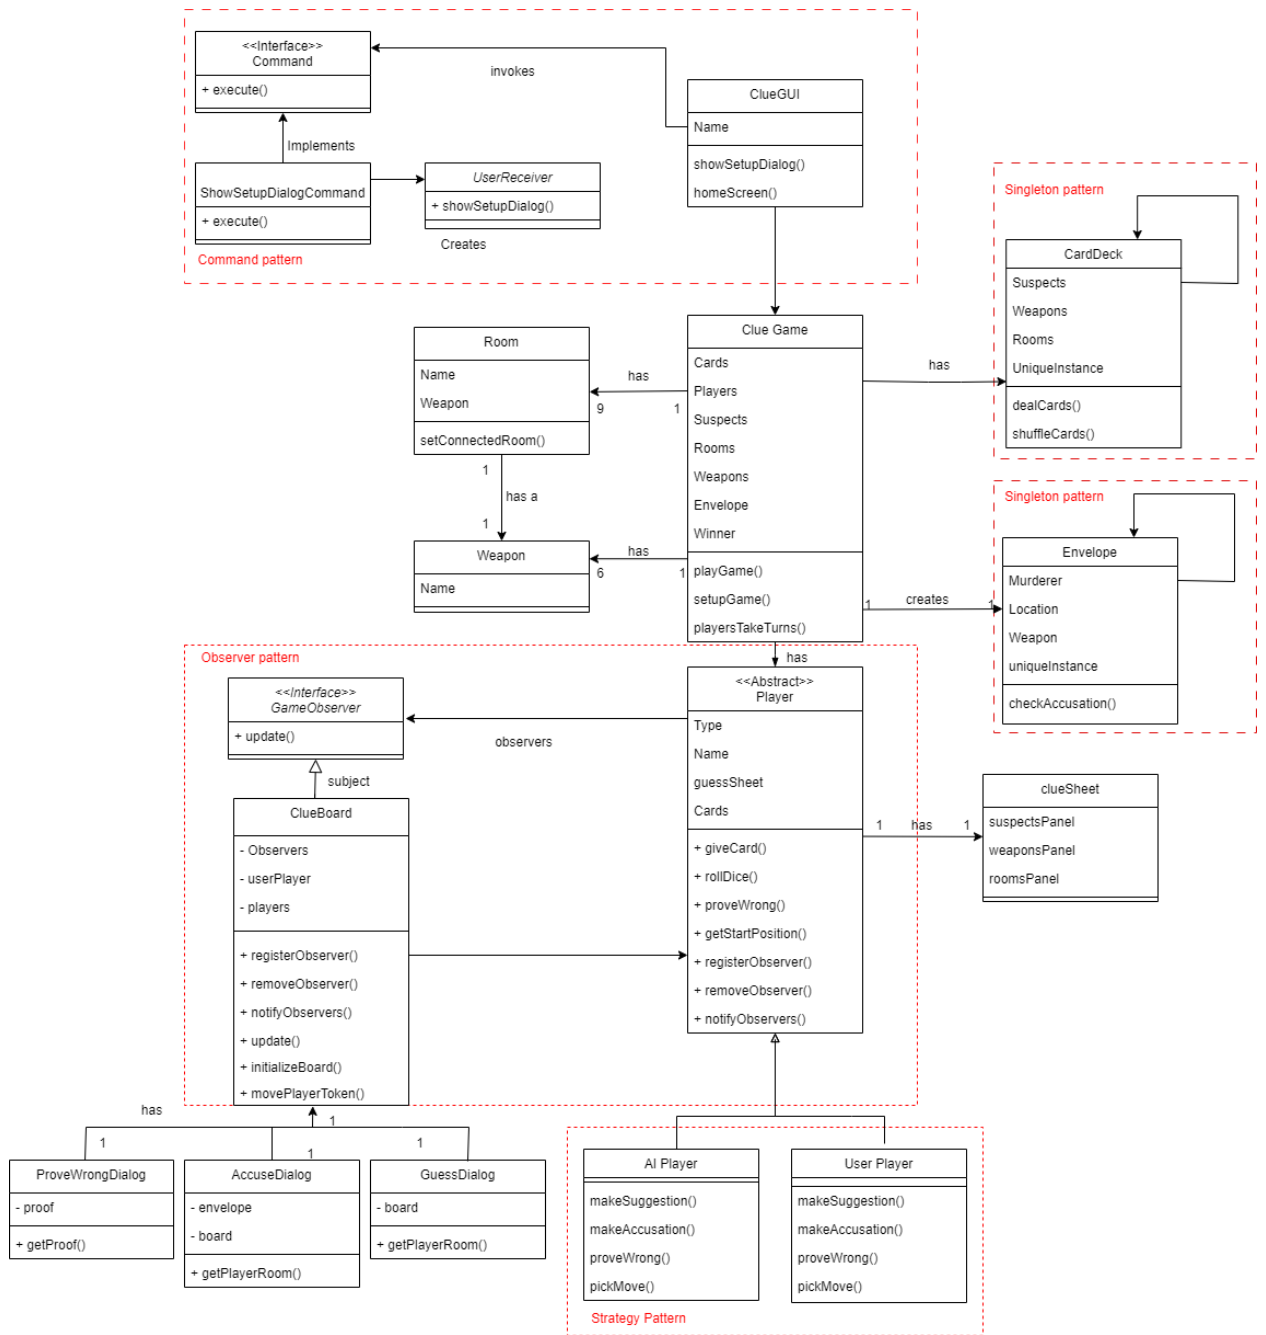 <<Interface>>
Command
+ execute()
invokes
Implements
ShowSetupDialogCommand
+ execute()
UserReceiver
+ showSetupDialog()
Creates
Command pattern
ClueGUI
Name
showSetupDialog()
homeScreen()
Singleton pattern
CardDeck
Suspects
Weapons
Rooms
UniqueInstance
dealCards()
shuffleCards()
Room
Name
Weapon
setConnectedRoom()
has
9
1
Clue Game
Cards
Players
Suspects
Rooms
Weapons
Envelope
Winner
playGame()
setupGame()
playersTakeTurns()
has
1
has a
1
Weapon
Name
has
6
1
1
creates
1
Singleton pattern
Envelope
Murderer
Location
Weapon
uniqueInstance
checkAccusation()
has
Observer pattern
<<Interface>>
GameObserver
+ update()
observers
subject
<<Abstract>>
Player
Type
Name
guessSheet
Cards
+ giveCard()
+ rollDice()
+ proveWrong()
+ getStartPosition()
+ registerObserver()
+ removeObserver()
+ notifyObservers()
1
has
1
clueSheet
suspectsPanel
weaponsPanel
roomsPanel
ClueBoard
- Observers
- userPlayer
- players
+ registerObserver()
+ removeObserver()
+ notifyObservers()
+ update()
+ initializeBoard()
+ movePlayerToken()
has
1
1
1
1
ProveWrongDialog
- proof
+ getProof()
AccuseDialog
- envelope
- board
+ getPlayerRoom()
GuessDialog
- board
+ getPlayerRoom()
AI Player
makeSuggestion()
makeAccusation()
proveWrong()
pickMove()
User Player
makeSuggestion()
makeAccusation()
proveWrong()
pickMove()
Strategy Pattern